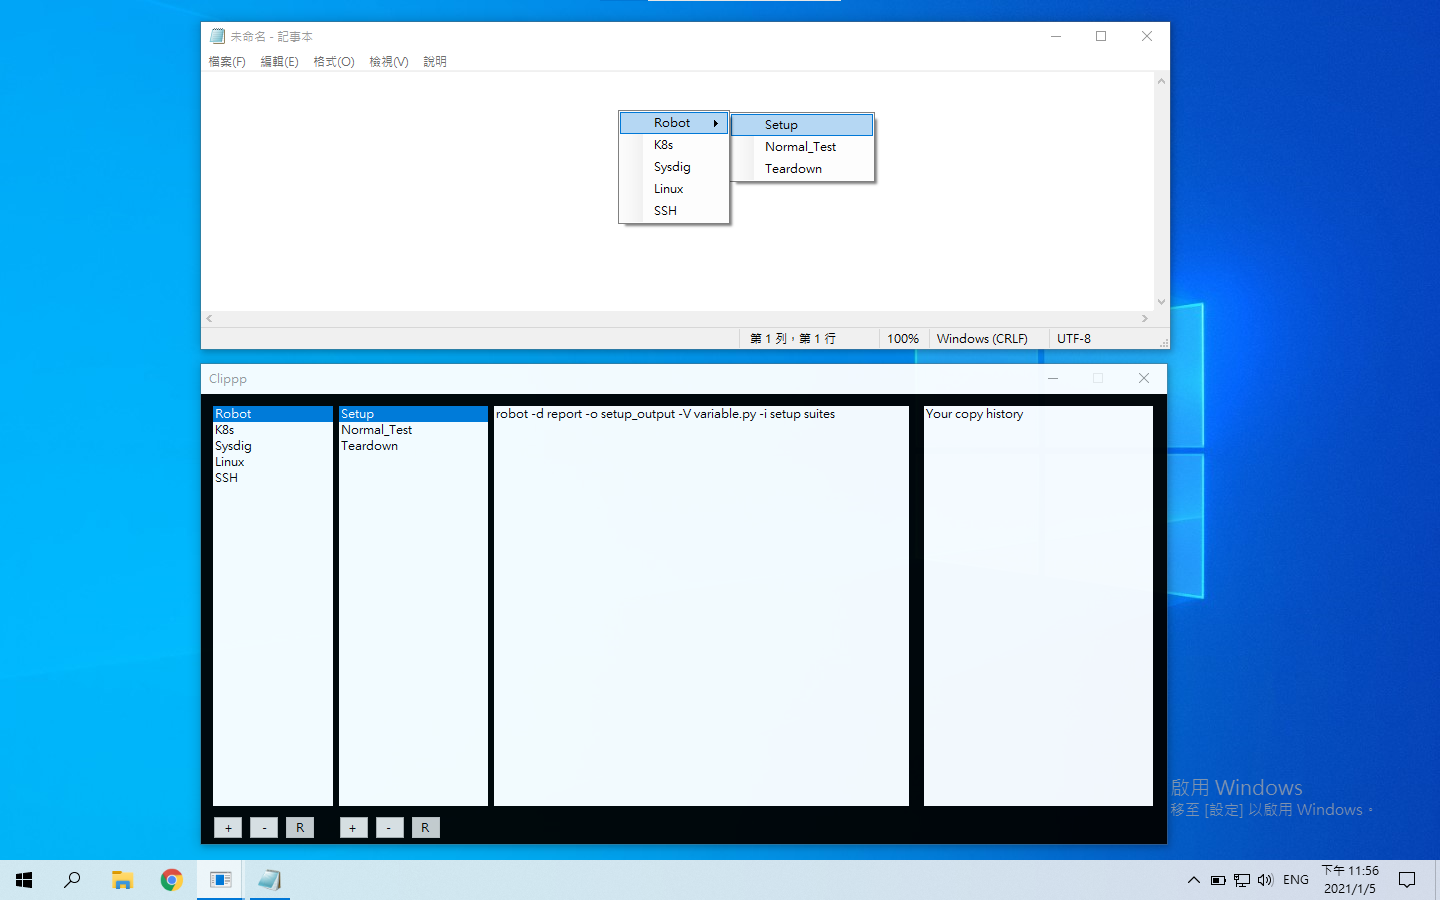 未命名 - 記事本
檔案(F) 編輯(E) 格式(O) 檢視(V) 說明
Robot
K8s
Sysdig
Linux
SSH
Setup
Normal_Test
Teardown
第 1 列，第 1 行 100% Windows (CRLF) UTF-8
Clippp
Robot
K8s
Sysdig
Linux
SSH
Setup
Normal_Test
Teardown
robot -d report -o setup_output -V variable.py -i setup suites
Your copy history
+ - R + - R
啟用 Windows
移至 [設定] 以啟用 Windows。
ENG
下午 11:56
2021/1/5